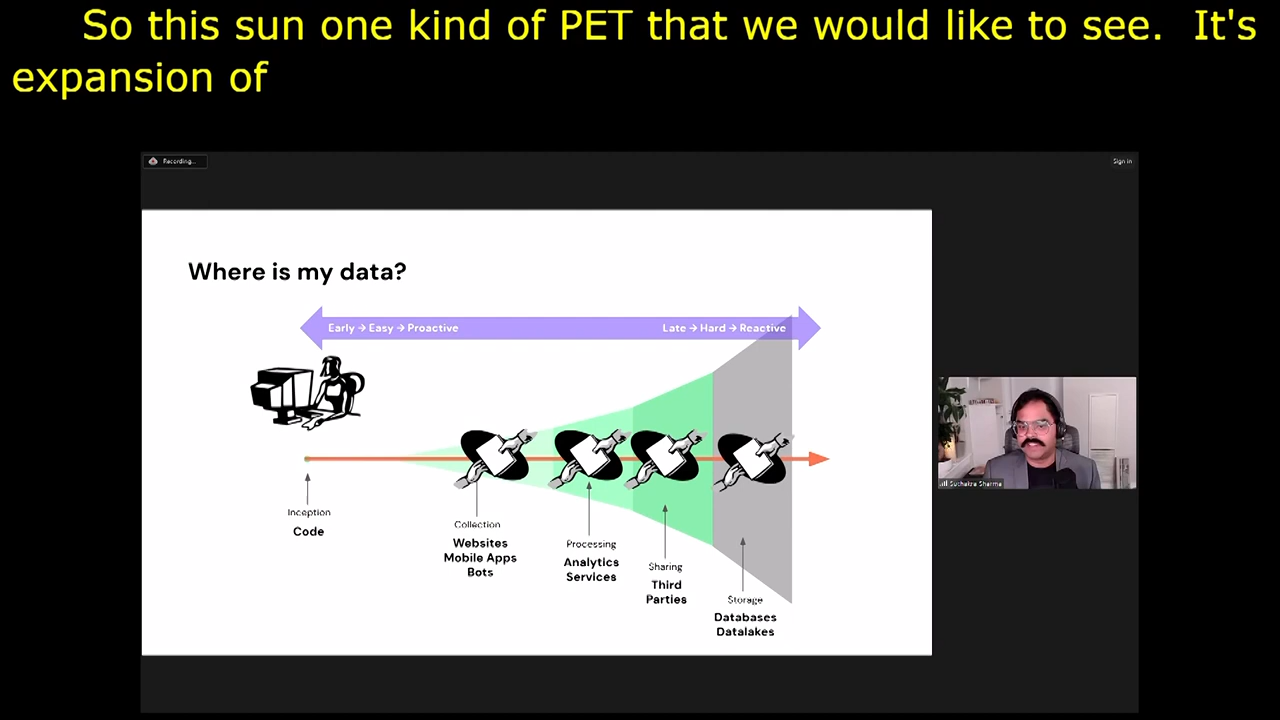 So this sun one kind of PET that we would like to see.  It's
expansion of
Recording...
Sign in
Where is my data?
Early → Easy → Proactive
Late → Hard → Reactive
Inception
Code
Collection
Websites
Mobile Apps
Bots
Processing
Analytics
Services
Sharing
Third
Parties
Storage
Databases
Datalakes
Suchakra Sharma